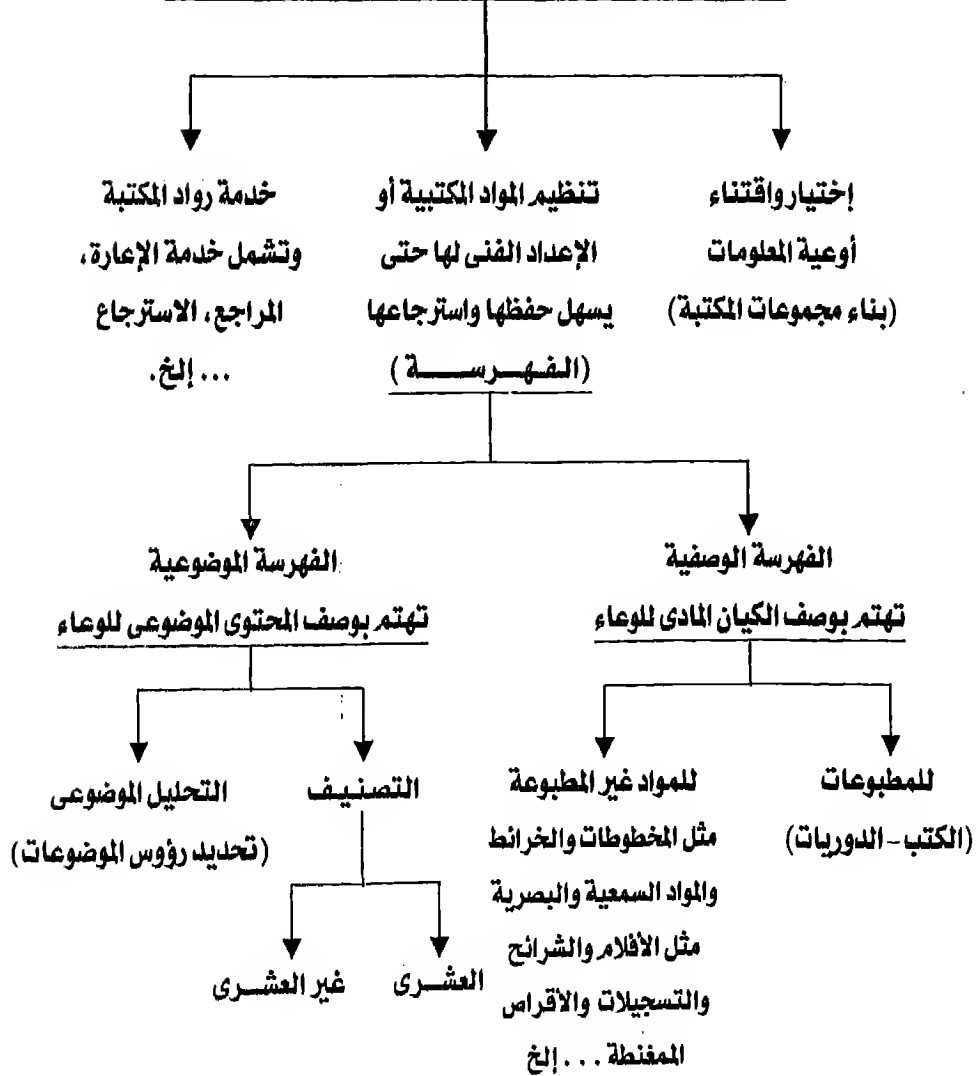 إختيار واقتناء
أوعية المعلومات
(بناء مجموعات المكتبة)
تنظيم المواد المكتبية أو
الإعداد الفنى لها حتى
يسهل حفظها واسترجاعها
(الفهرســـة)
خدمة رواد المكتبة
وتشمل خدمة الإعارة،
المراجع، الاسترجاع
... إلخ.
الفهرسة الوصفية
تهتم بوصف الكيان المادى للوعاء
الفهرسة الموضوعية
تهتم بوصف المحتوى الموضوعى للوعاء
للمطبوعات
(الكتب - الدوريات)
للمواد غير المطبوعة
مثل المخطوطات والخرائط
والمواد السمعية والبصرية
مثل الأفلام والشرائح
والتسجيلات والأقراص
الممغنطة ... إلخ
التصنيف
التحليل الموضوعى
(تحديد رؤوس الموضوعات)
العشــرى
غير العشــرى